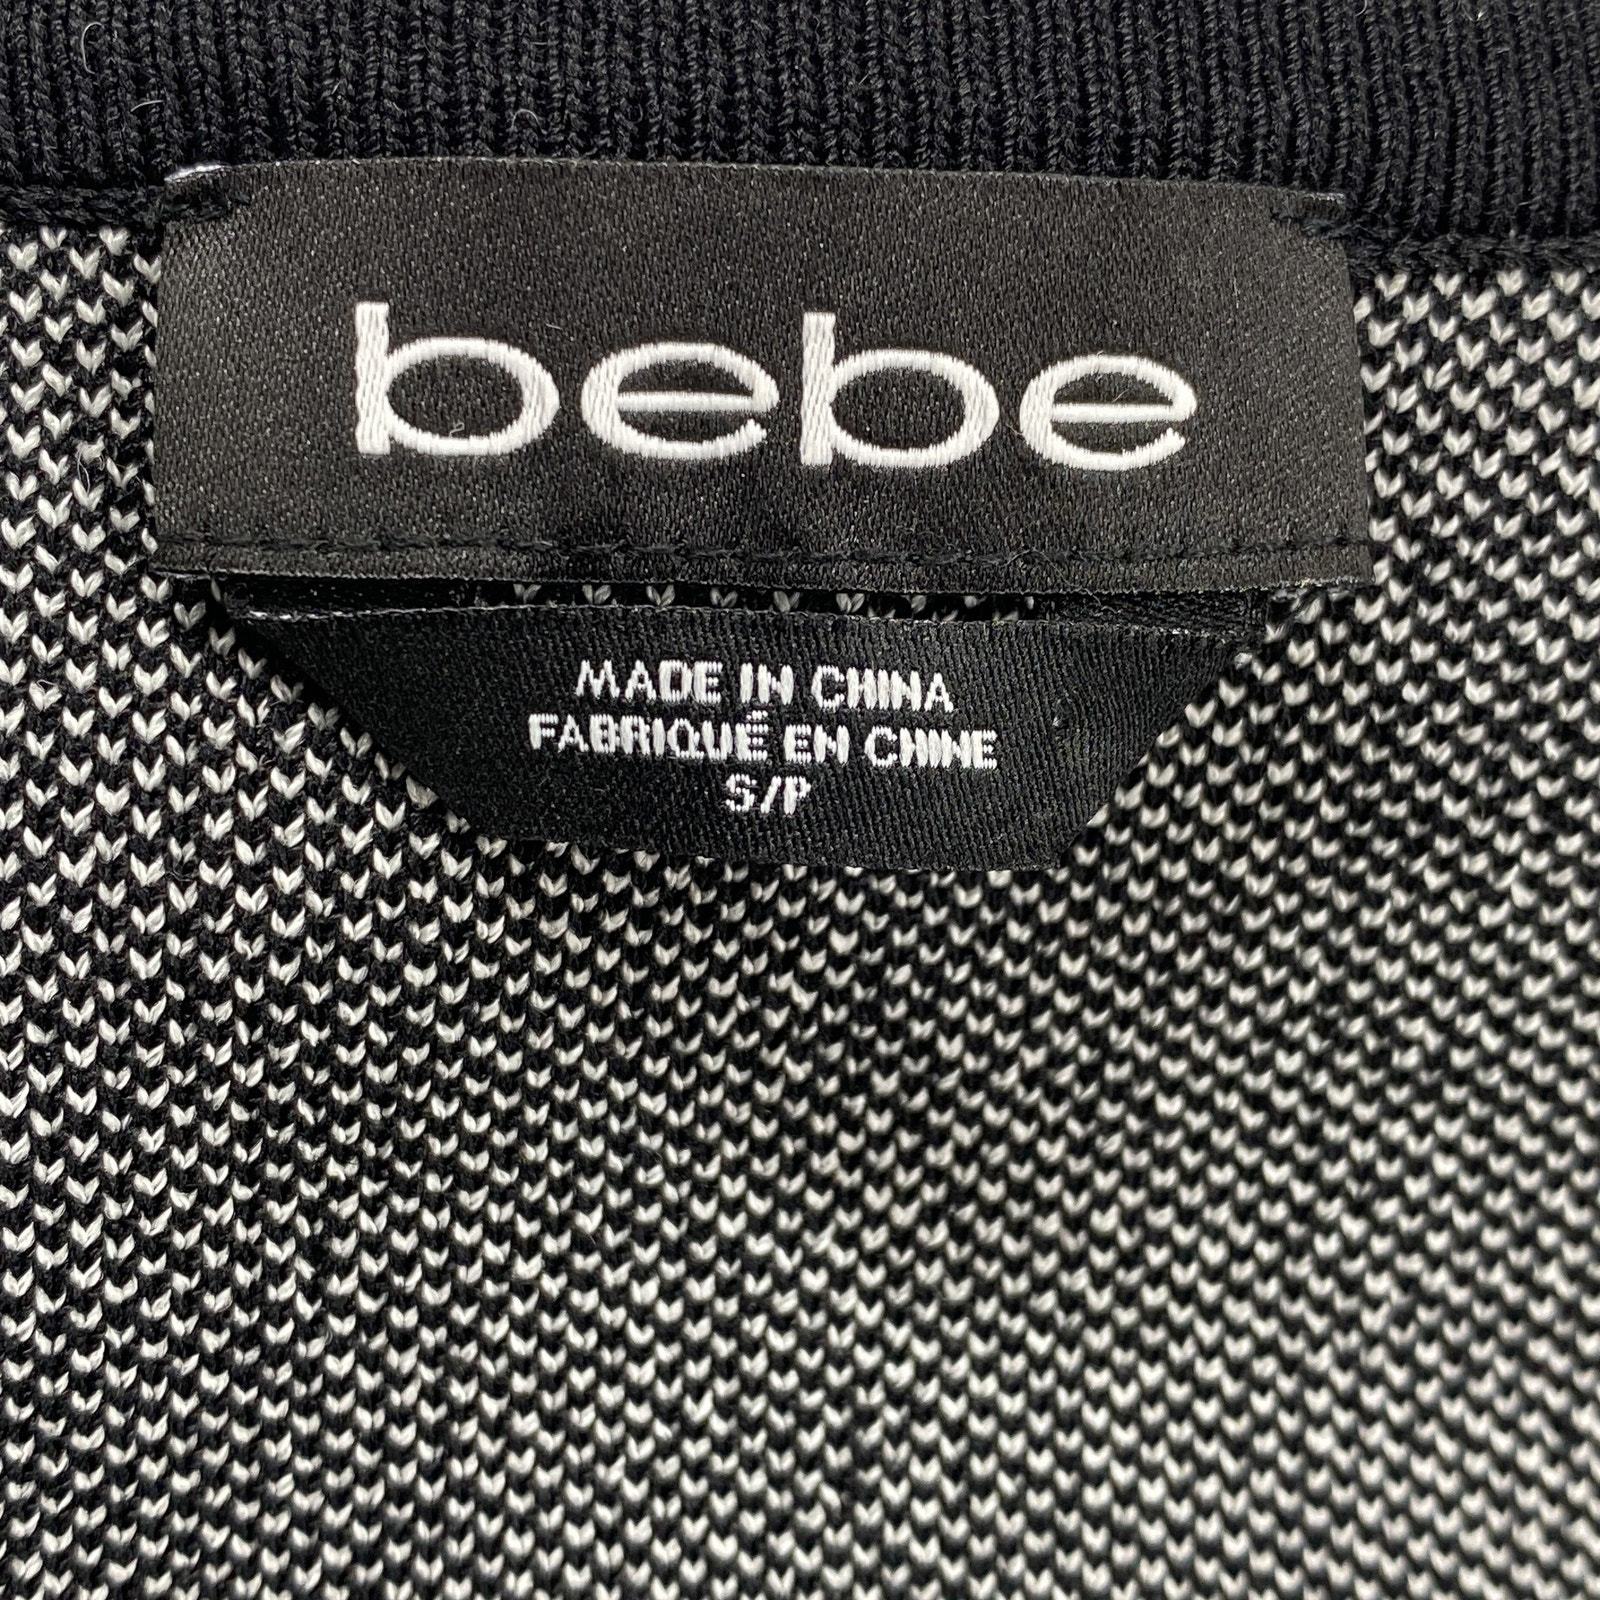 bebe
MADE IN CHINA
FABRIQUÉ EN CHINE
S/P